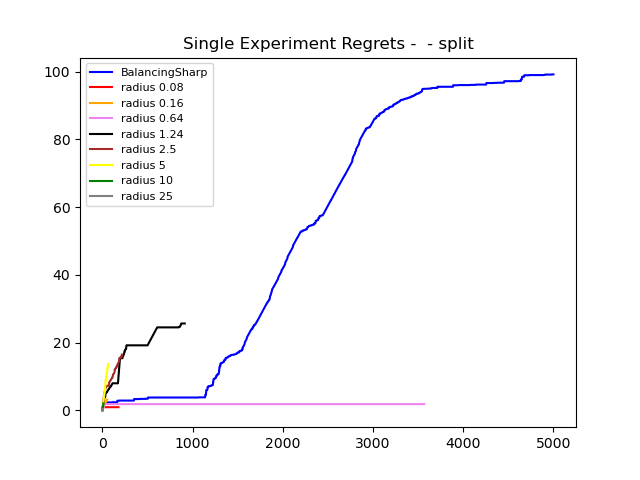 Single Experiment Regrets -  - split
100
80
60
40
20
0
BalancingSharp
radius 0.08
radius 0.16
radius 0.64
radius 1.24
radius 2.5
radius 5
radius 10
radius 25
0 1000 2000 3000 4000 5000